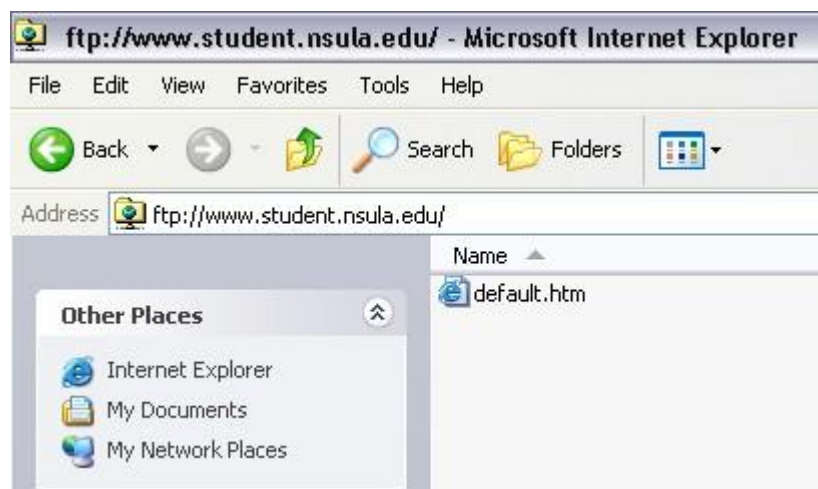 ftp://www.student.nsula.edu/ - Microsoft Internet Explorer
File Edit View Favorites Tools Help
Back Search Folders
Address ftp://www.student.nsula.edu/
Name
default.htm
Other Places
Internet Explorer
My Documents
My Network Places